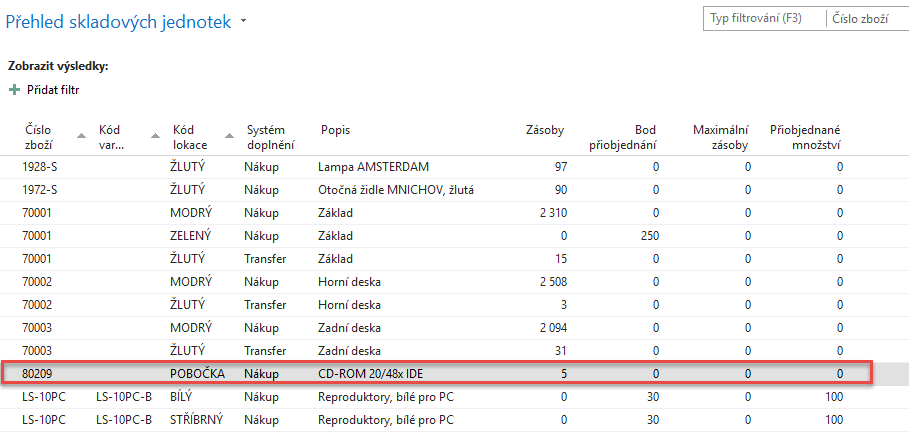 Přehled skladových jednotek
Typ filtrování (F3) Číslo zboží
Zobrazit výsledky:
Přidat filtr
Číslo zboží Kód var... Kód lokace Systém doplnění Popis Zásoby Bod přiobjednání Maximální zásoby Přiobjednané množství
1928-S ŽLUTÝ Nákup Lampa AMSTERDAM 97 0 0 0
1972-S ŽLUTÝ Nákup Otočná židle MNICHOV, žlutá 90 0 0 0
70001 MODRÝ Nákup Základ 2 310 0 0 0
70001 ZELENÝ Nákup Základ 0 250 0 0
70001 ŽLUTÝ Transfer Základ 15 0 0 0
70002 MODRÝ Nákup Horní deska 2 508 0 0 0
70002 ŽLUTÝ Transfer Horní deska 3 0 0 0
70003 MODRÝ Nákup Zadní deska 2 094 0 0 0
70003 ŽLUTÝ Transfer Zadní deska 31 0 0 0
80209 POBOČKA Nákup CD-ROM 20/48x IDE 5 0 0 0
LS-10PC LS-10PC-B BÍLÝ Nákup Reproduktory, bílé pro PC 0 30 0 100
LS-10PC LS-10PC-B STŘÍBRNÝ Nákup Reproduktory, bílé pro PC 0 30 0 100